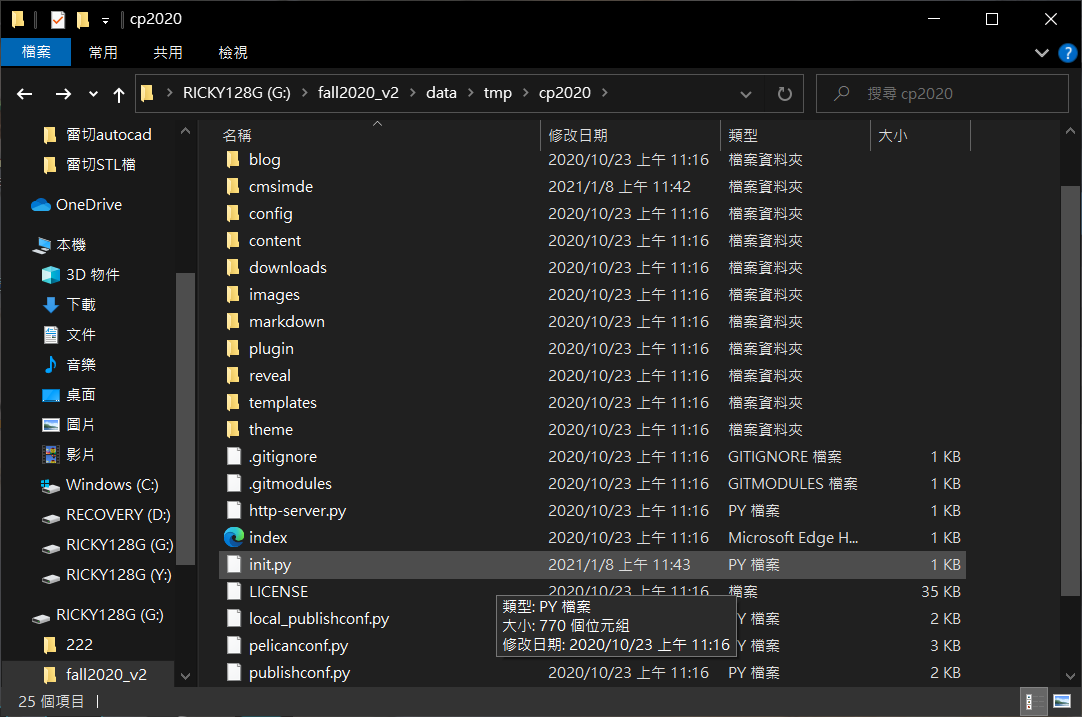 cp2020
檔案 常用 共用 檢視
RICKY128G (G:) fall2020_v2 data tmp cp2020 搜尋 cp2020
雷切autocad
雷切STL檔
OneDrive
本機
3D 物件
下載
文件
音樂
桌面
圖片
影片
Windows (C:)
RECOVERY (D:)
RICKY128G (G:)
RICKY128G (Y:)
RICKY128G (G:)
222
fall2020_v2
名稱 修改日期 類型 大小
blog 2020/10/23 上午 11:16 檔案資料夾
cmsimde 2021/1/8 上午 11:42 檔案資料夾
config 2020/10/23 上午 11:16 檔案資料夾
content 2020/10/23 上午 11:16 檔案資料夾
downloads 2020/10/23 上午 11:16 檔案資料夾
images 2020/10/23 上午 11:16 檔案資料夾
markdown 2020/10/23 上午 11:16 檔案資料夾
plugin 2020/10/23 上午 11:16 檔案資料夾
reveal 2020/10/23 上午 11:16 檔案資料夾
templates 2020/10/23 上午 11:16 檔案資料夾
theme 2020/10/23 上午 11:16 檔案資料夾
.gitignore 2020/10/23 上午 11:16 GITIGNORE 檔案 1 KB
.gitmodules 2020/10/23 上午 11:16 GITMODULES 檔案 1 KB
http-server.py 2020/10/23 上午 11:16 PY 檔案 1 KB
index 2020/10/23 上午 11:16 Microsoft Edge H... 1 KB
init.py 2021/1/8 上午 11:43 PY 檔案 1 KB
LICENSE 2020/10/23 上午 11:16 檔案 35 KB
local_publishconf.py PY 檔案 2 KB
pelicanconf.py 檔案 3 KB
publishconf.py 2020/10/23 上午 11:16 PY 檔案 2 KB
類型: PY 檔案
大小: 770 個位元組
修改日期: 2020/10/23 上午 11:16
25 個項目